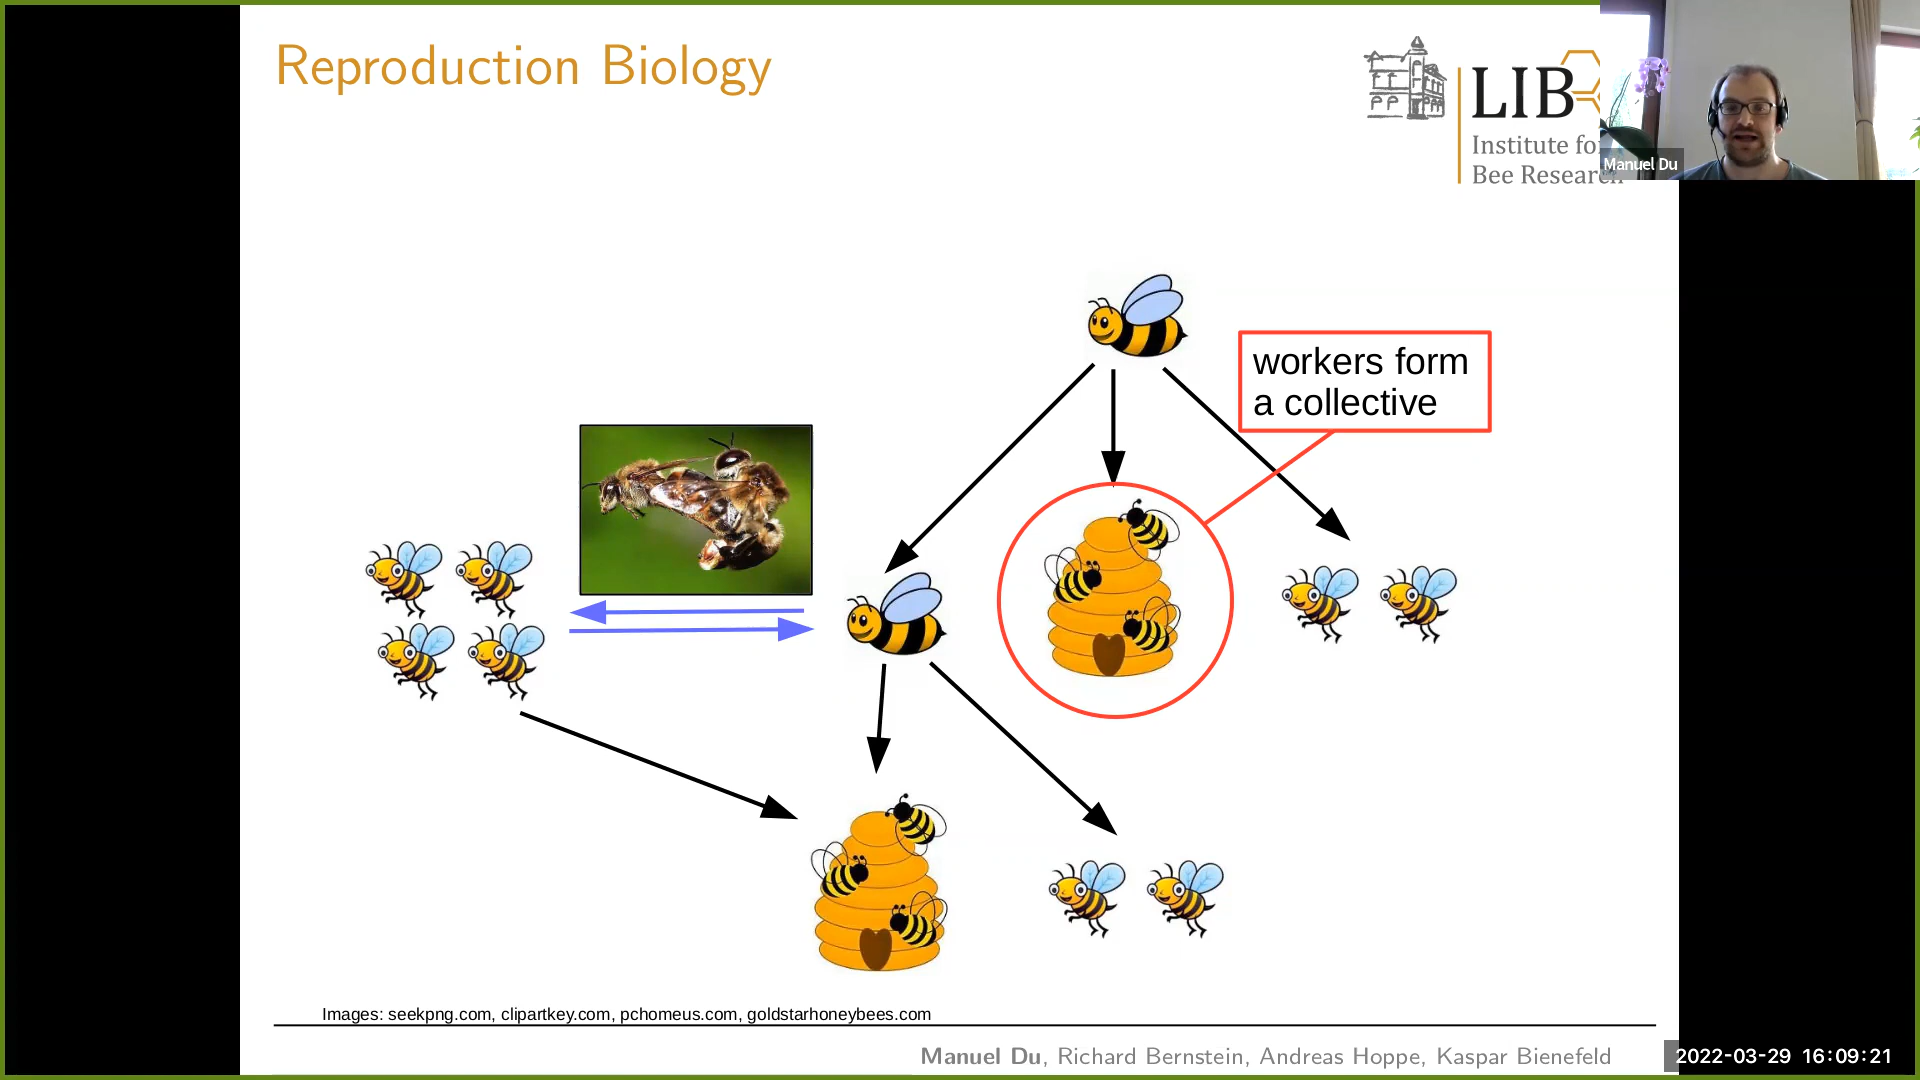 Reproduction Biology
LIB
Institute for
Bee Research
Manuel Du
workers form
a collective
Images: seekpng.com, clipartkey.com, pchomeus.com, goldstarhoneybees.com
Manuel Du, Richard Bernstein, Andreas Hoppe, Kaspar Bienefeld
2022-03-29 16:09:21